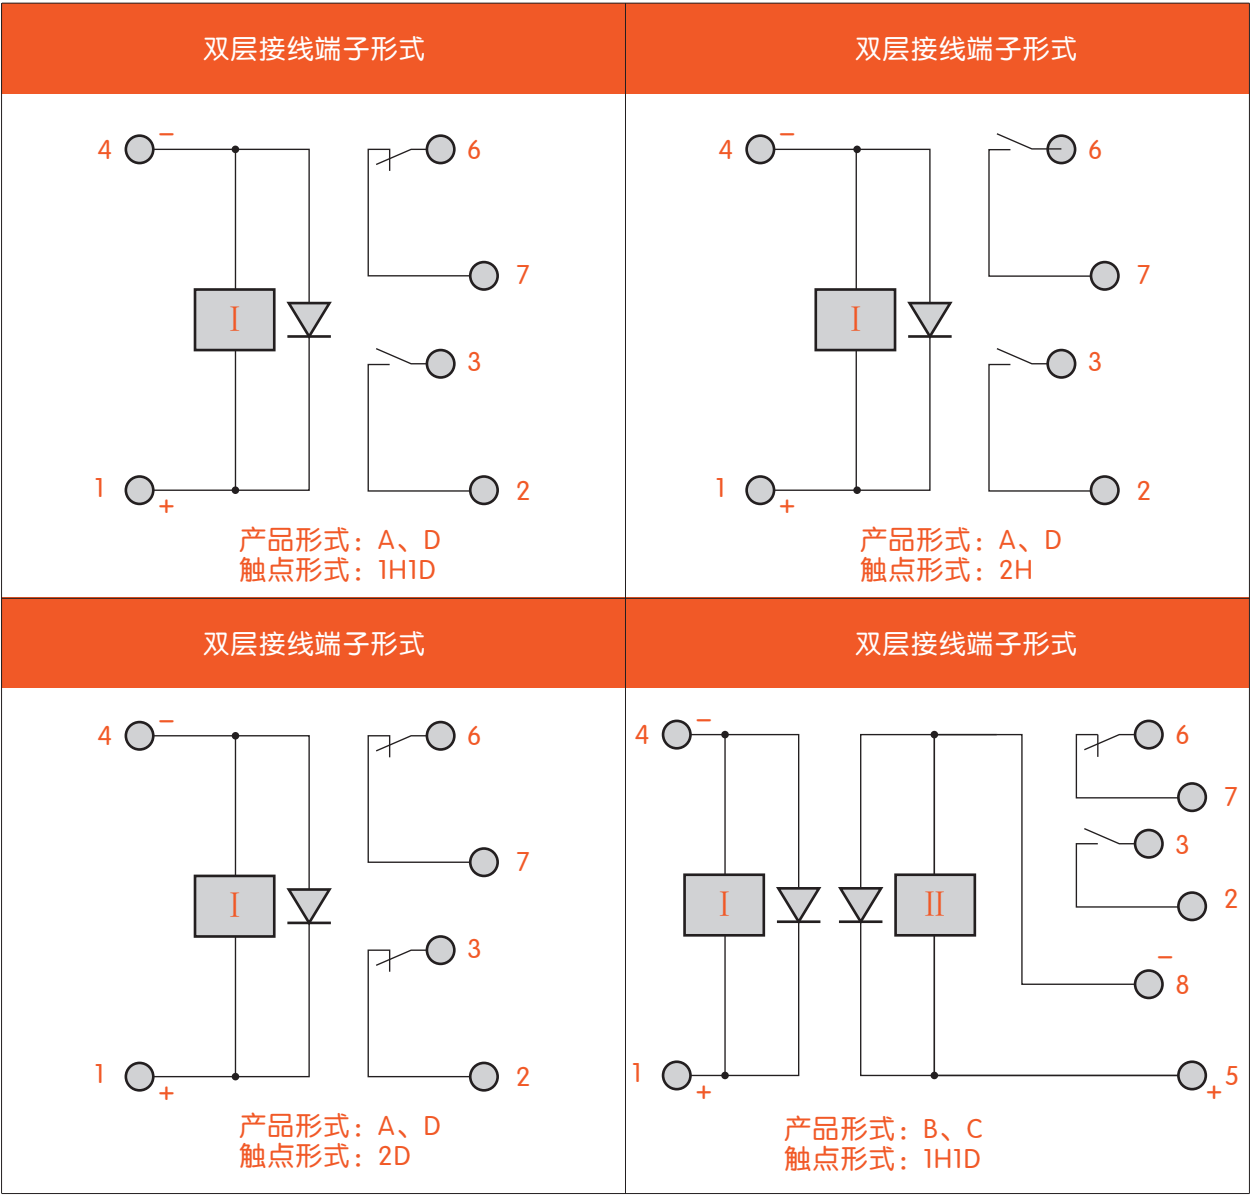 双层接线端子形式
双层接线端子形式
4 − 6
7
I
3
1 + 2
产品形式：A、D
触点形式：1H1D
4 − 6
7
I
3
1 + 2
产品形式：A、D
触点形式：2H
双层接线端子形式
双层接线端子形式
4 − 6
7
I
3
1 + 2
产品形式：A、D
触点形式：2D
4 − 6
7
3
I II 2
− 8
1 + + 5
产品形式：B、C
触点形式：1H1D